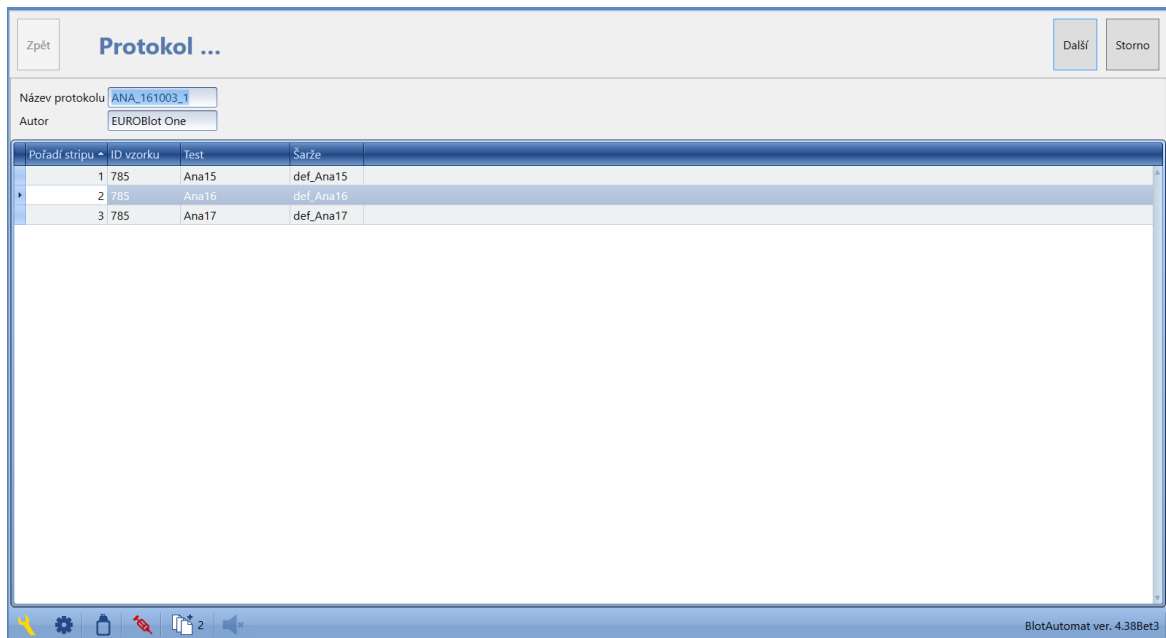 Zpět
Protokol ...
Další
Storno
Název protokolu ANA_161003_1
Autor EUROBlot One
Pořadí stripu ID vzorku Test Šarže
1 785 Ana15 def_Ana15
2 785 Ana16 def_Ana16
3 785 Ana17 def_Ana17
2
BlotAutomat ver. 4.38Bet3